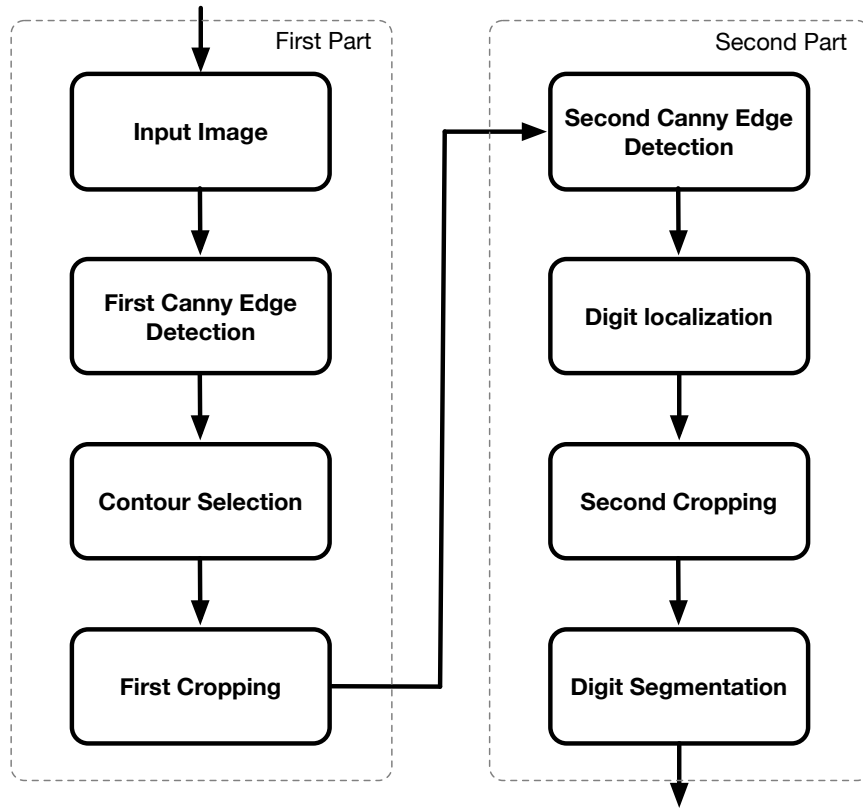 First Part
Input Image
First Canny Edge
Detection
Contour Selection
First Cropping
Second Part
Second Canny Edge
Detection
Digit localization
Second Cropping
Digit Segmentation